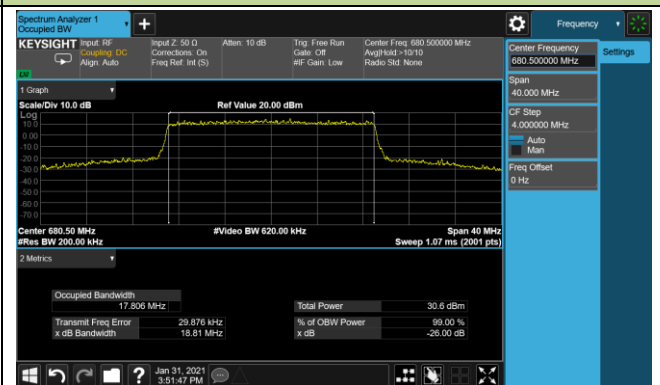 Spectrum Analyzer 1
Occupied BW
+
Frequency
KEYSIGHT
Input: RF
Coupling: DC
Align: Auto
Input Z: 50 Ω
Corrections: On
Freq Ref: Int (S)
Atten: 10 dB
Trig: Free Run
Gate: Off
#IF Gain: Low
Center Freq: 680.500000 MHz
Avg|Hold:>10/10
Radio Std: None
Center Frequency
680.500000 MHz
Settings
Span
40.000 MHz
CF Step
4.000000 MHz
Auto
Man
Freq Offset
0 Hz
1 Graph
Scale/Div 10.0 dB
Ref Value 20.00 dBm
Log
10.0
0.00
-10.0
-20.0
-30.0
-40.0
-50.0
-60.0
-70.0
Center 680.50 MHz
#Video BW 620.00 kHz
Span 40 MHz
#Res BW 200.00 kHz
Sweep 1.07 ms (2001 pts)
2 Metrics
Occupied Bandwidth
17.806 MHz
Total Power
30.6 dBm
Transmit Freq Error
29.876 kHz
% of OBW Power
99.00 %
x dB Bandwidth
18.81 MHz
x dB
-26.00 dB
?
Jan 31, 2021
3:51:47 PM